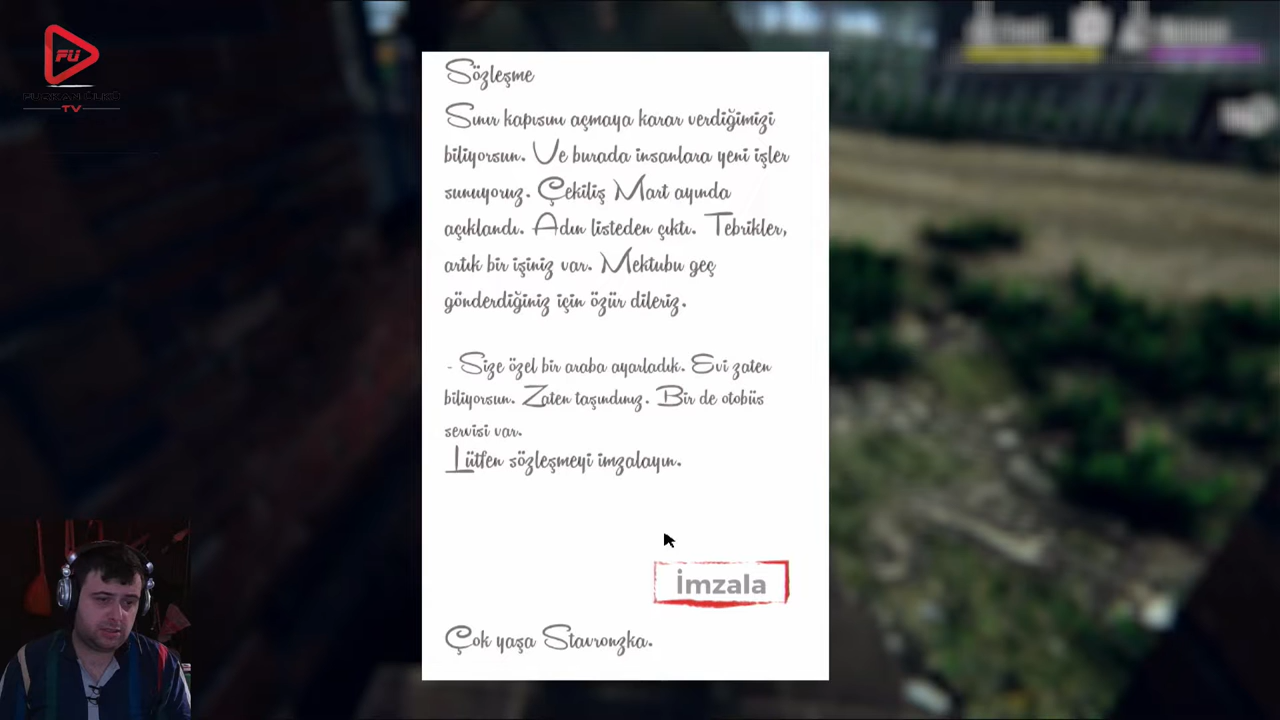 FU
TV
Sözleşme
Sınır kapısını açmaya karar verdiğimizi
biliyorsun. Ve burada insanlara yeni işler
sunuyoruz. Çekiliş Mart ayında
açıklandı. Adın listeden çıktı. Tebrikler,
artık bir işiniz var. Mektubu geç
gönderdiğiniz için özür dileriz.
- Size özel bir araba ayarladık. Evi zaten
biliyorsun. Zaten taşındınız. Bir de otobüs
servisi var.
Lütfen sözleşmeyi imzalayın.
İmzala
Çok yaşa Stavronzka.